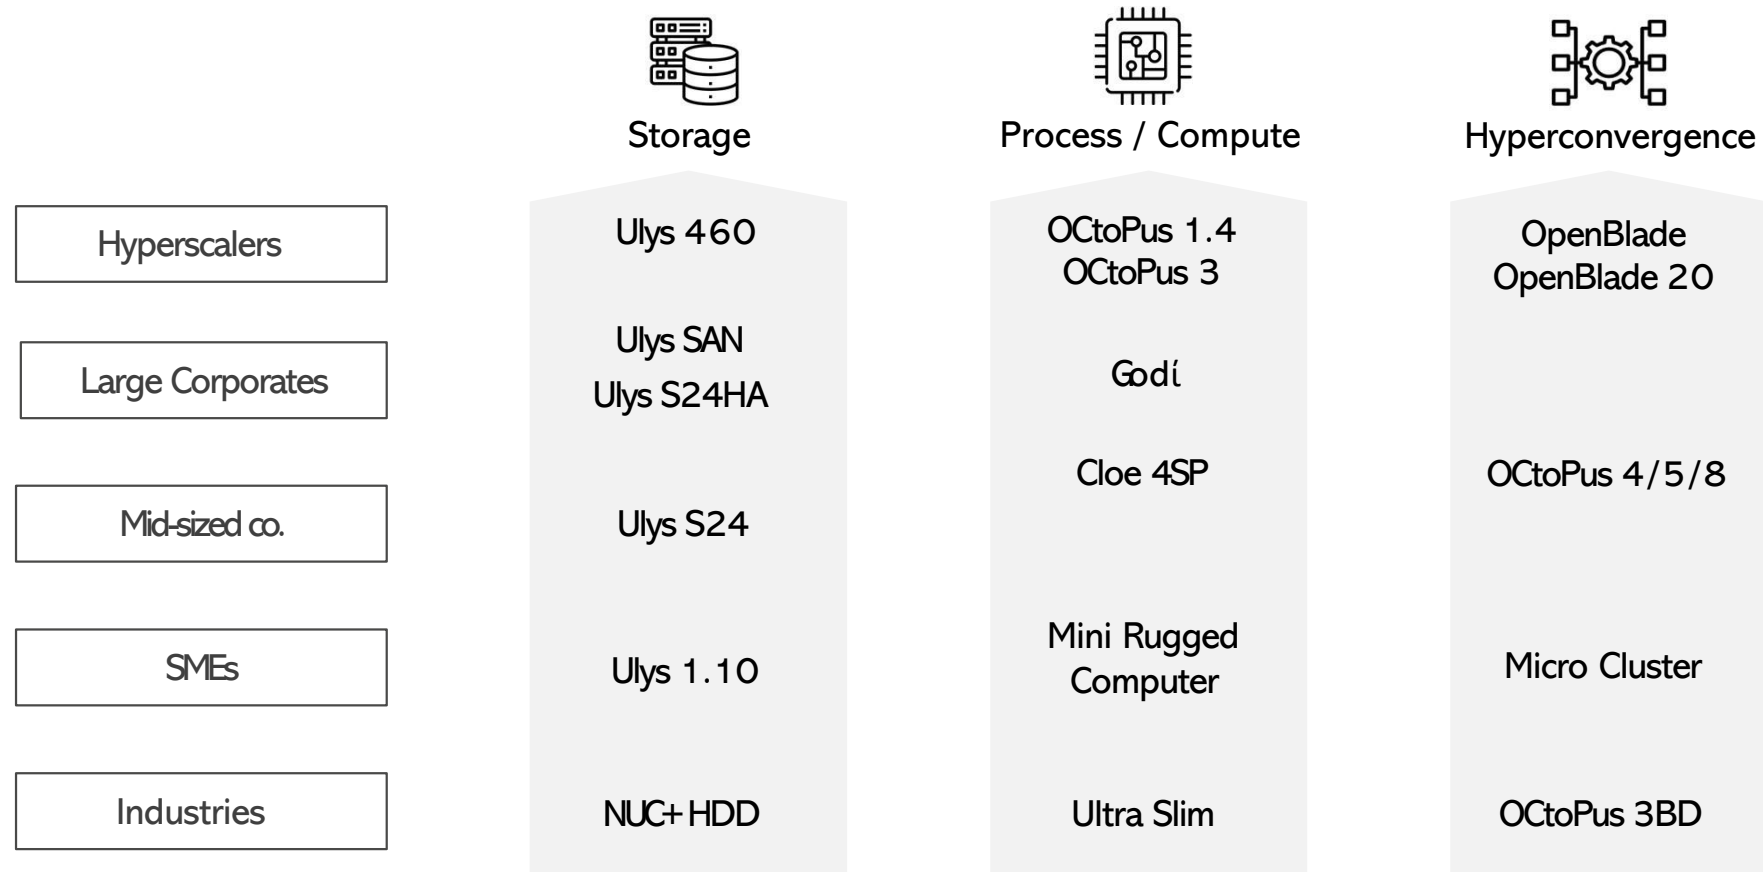 Storage
Process / Compute
Hyperconvergence
Hyperscalers
Ulys 460
OCtoPus 1.4
OCtoPus 3
OpenBlade
OpenBlade 20
Large Corporates
Ulys SAN
Ulys S24HA
Godí
Mid-sized co.
Ulys S24
Cloe 4SP
OCtoPus 4/5/8
SMEs
Ulys 1.10
Mini Rugged
Computer
Micro Cluster
Industries
NUC+HDD
Ultra Slim
OCtoPus 3BD